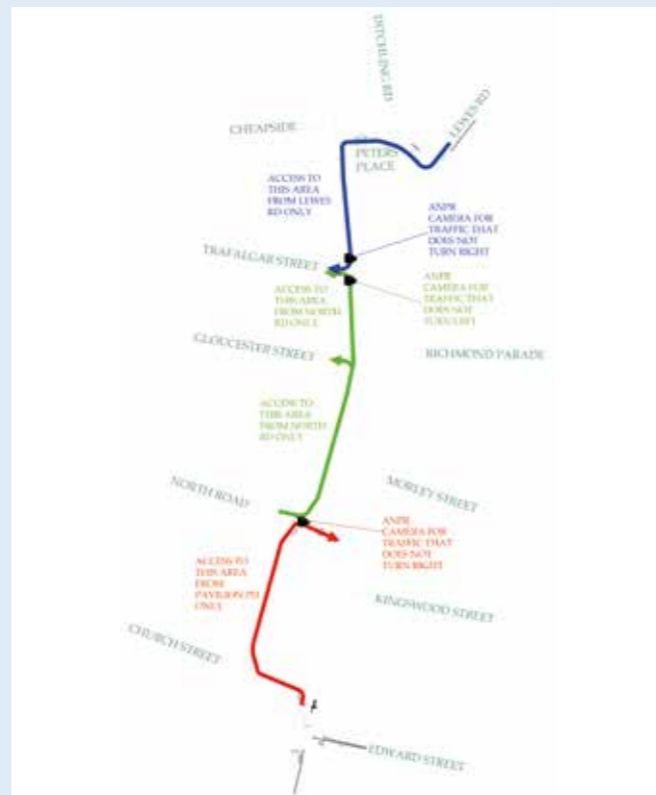 DITCHLING RD
LEWES RD
CHEAPSIDE
PETERS
PLACE
ACCESS TO
THIS AREA
FROM LEWES
RD ONLY
ANPR
CAMERA FOR
TRAFFIC THAT
DOES NOT
TURN RIGHT
TRAFALGAR STREET
ANPR
CAMERA FOR
TRAFFIC THAT
DOES NOT
TURN LEFT
ACCESS TO
THIS AREA
FROM NORTH
RD ONLY
GLOUCESTER STREET
RICHMOND PARADE
ACCESS TO
THIS AREA
FROM NORTH
RD ONLY
NORTH ROAD
MORLEY STREET
ANPR
CAMERA FOR
TRAFFIC THAT
DOES NOT
TURN RIGHT
ACCESS TO
THIS AREA
FROM
PAVILION PD
ONLY
KINGSWOOD STREET
CHURCH STREET
EDWARD STREET